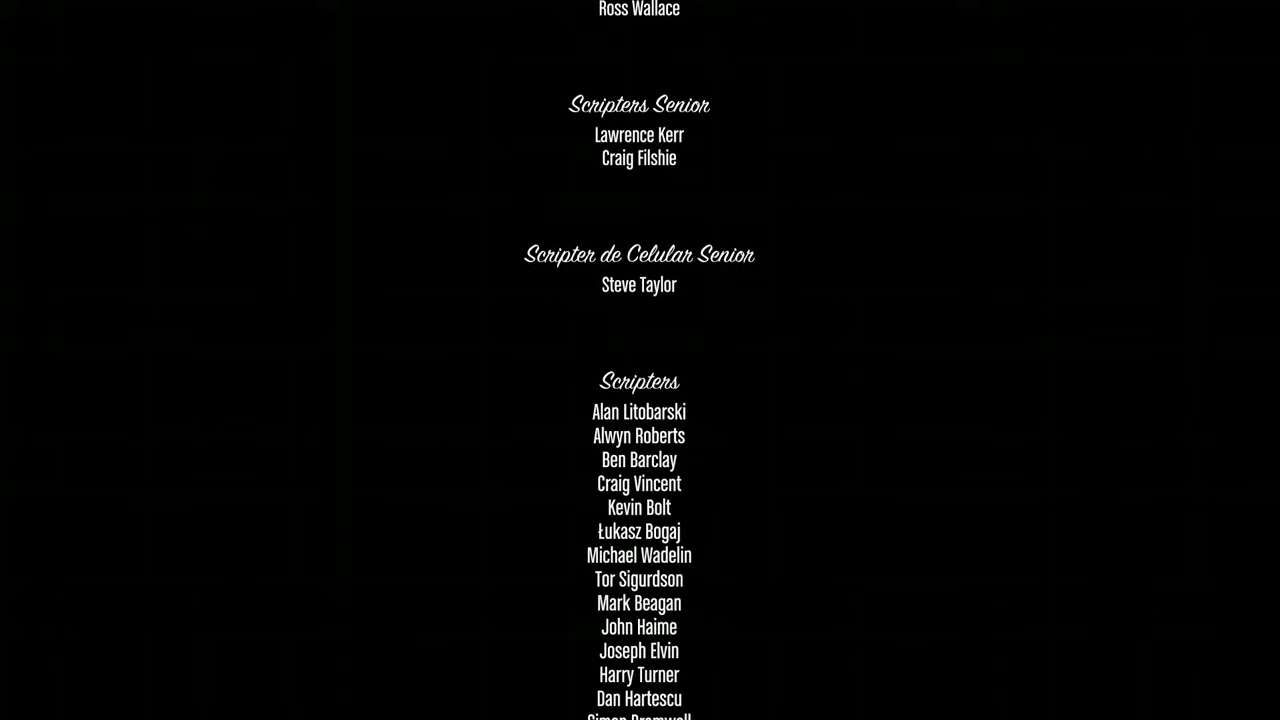 Ross Wallace
Scripters Senior
Lawrence Kerr
Craig Filshie
Scripter de Celular Senior
Steve Taylor
Scripters
Alan Litobarski
Alwyn Roberts
Ben Barclay
Craig Vincent
Kevin Bolt
Łukasz Bogaj
Michael Wadelin
Tor Sigurdson
Mark Beagan
John Haime
Joseph Elvin
Harry Turner
Dan Hartescu